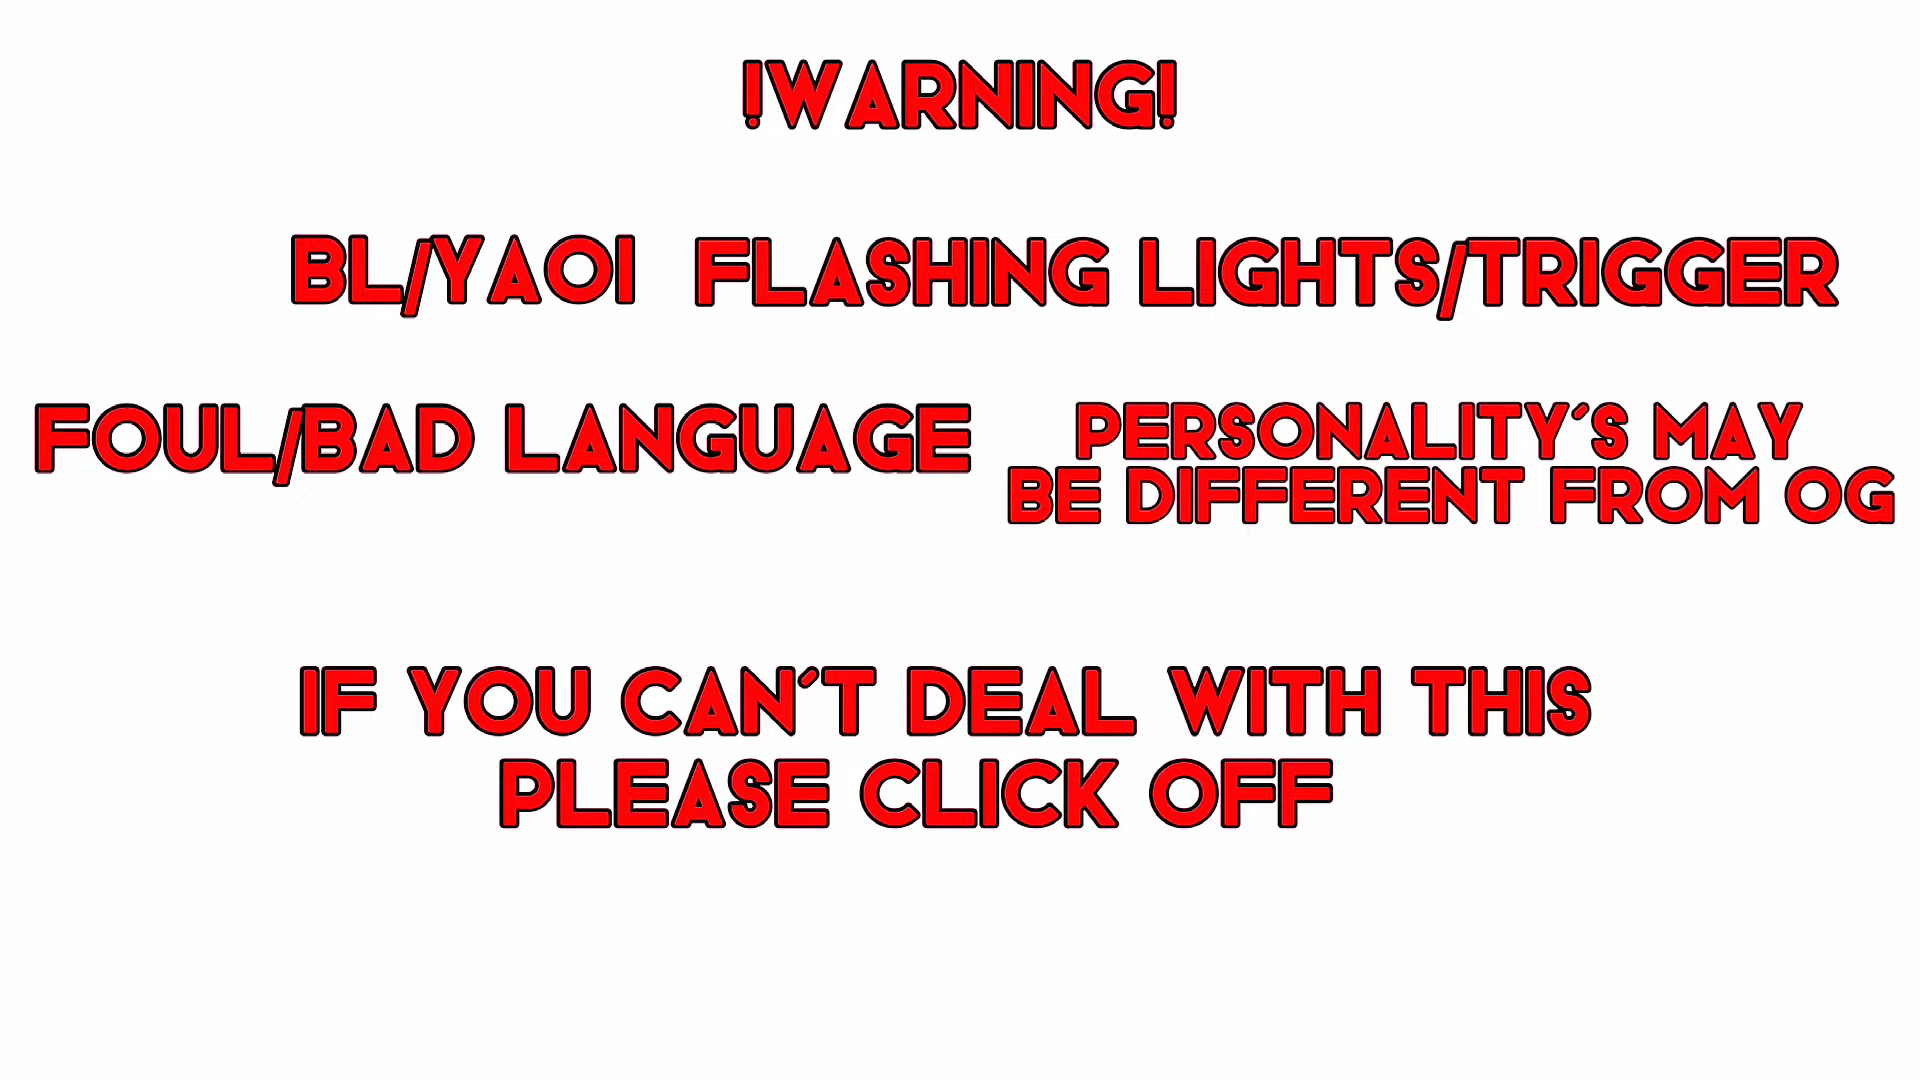 !WARNING!
BL/YAOI FLASHING LIGHTS/TRIGGER
FOUL/BAD LANGUAGE
PERSONALITY´S MAY
BE DIFFERENT FROM OG
IF YOU CAN´T DEAL WITH THIS
PLEASE CLICK OFF